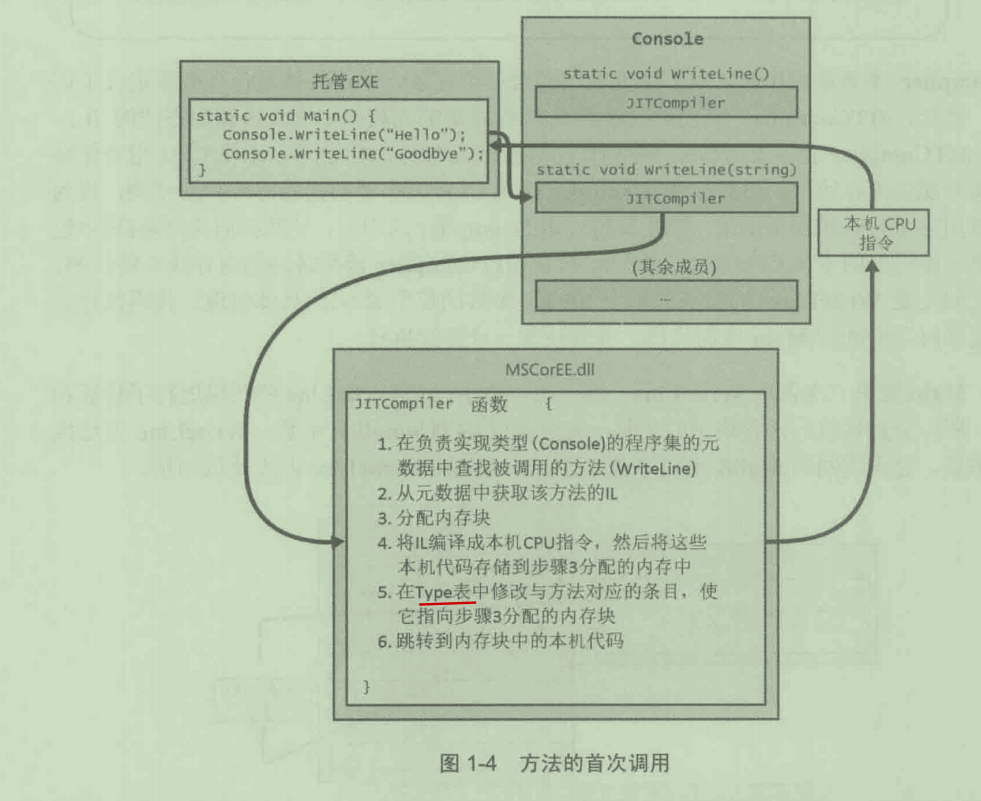 托管 EXE
static void Main() {
Console.WriteLine("Hello");
Console.WriteLine("Goodbye");
}
Console
static void WriteLine()
JITCompiler
static void WriteLine(string)
JITCompiler
(其余成员)
...
本机 CPU
指令
MSCorEE.dll
JITCompiler 函数 {
1. 在负责实现类型(Console)的程序集的元
数据中查找被调用的方法(WriteLine)
2. 从元数据中获取该方法的IL
3. 分配内存块
4. 将IL编译成本机CPU指令，然后将这些
本机代码存储到步骤3分配的内存中
5. 在Type表中修改与方法对应的条目，使
它指向步骤3分配的内存块
6. 跳转到内存块中的本机代码
}
图 1-4 方法的首次调用